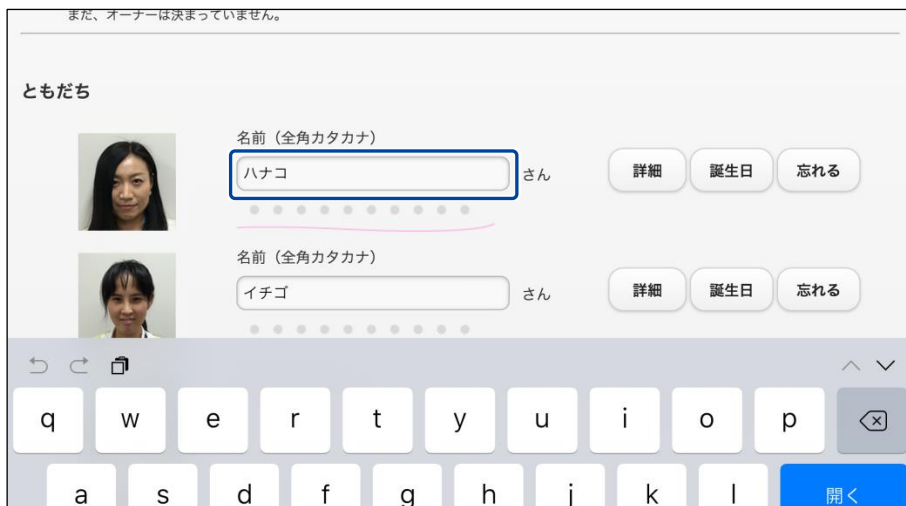 まだ、オーナーは決まっていません。
ともだち
名前（全角カタカナ）
ハナコ さん 詳細 誕生日 忘れる
名前（全角カタカナ）
イチゴ さん 詳細 誕生日 忘れる
q w e r t y u i o p
a s d f g h j k l 開く